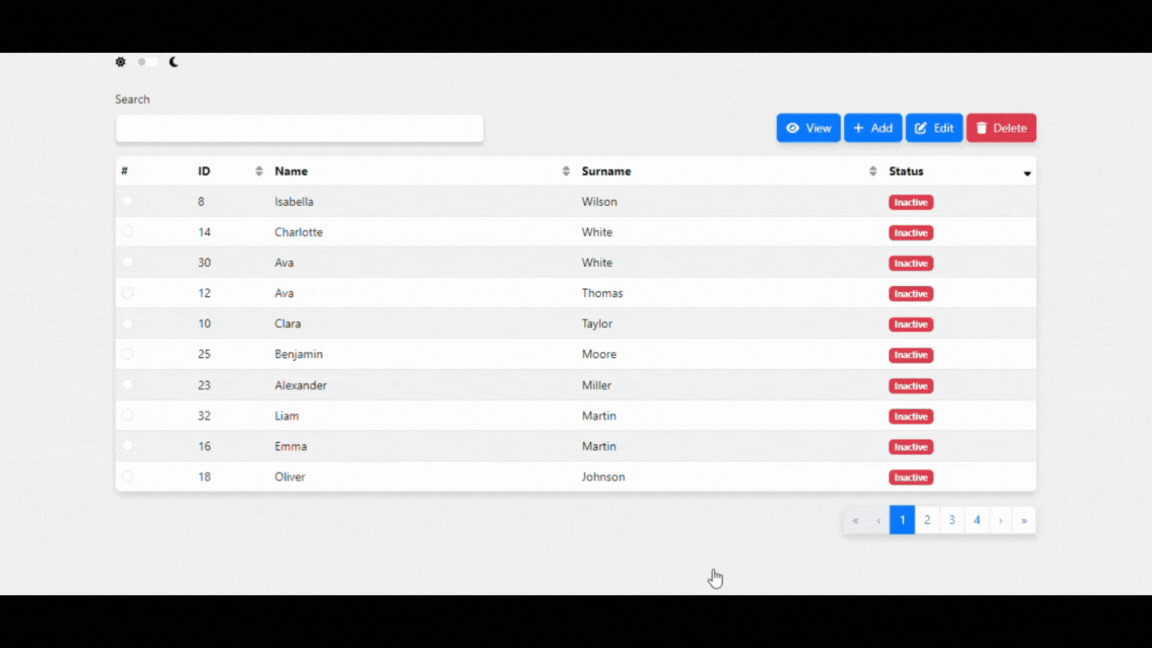 Search
View Add Edit Delete
# ID Name Surname Status
8 Isabella Wilson Inactive
14 Charlotte White Inactive
30 Ava White Inactive
12 Ava Thomas Inactive
10 Clara Taylor Inactive
25 Benjamin Moore Inactive
23 Alexander Miller Inactive
32 Liam Martin Inactive
16 Emma Martin Inactive
18 Oliver Johnson Inactive
« ‹ 1 2 3 4 › »